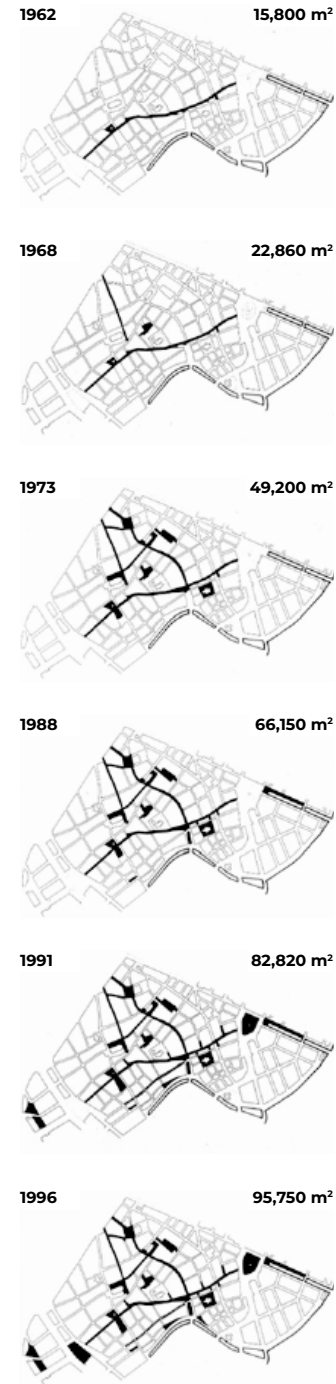 1962 15,800 m²
1968 22,860 m²
1973 49,200 m²
1988 66,150 m²
1991 82,820 m²
1996 95,750 m²